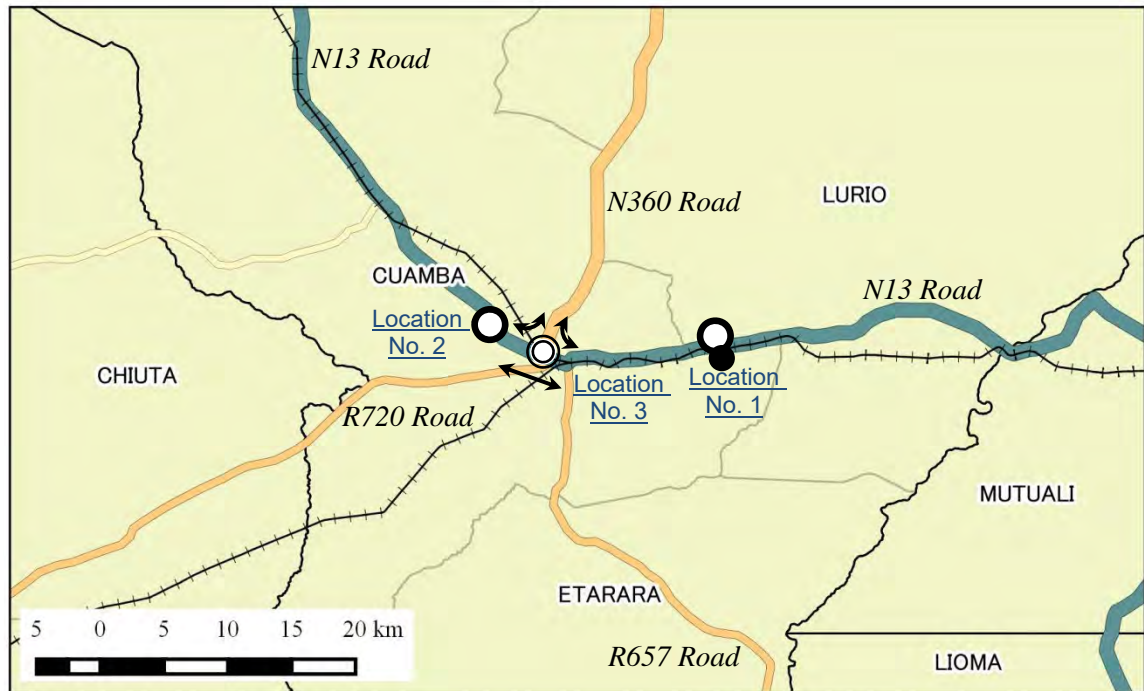 N13 Road
LURIO
N360 Road
CUAMBA
N13 Road
Location
No. 2
CHIUTA
Location
No. 3
Location
No. 1
R720 Road
MUTUALI
ETARARA
5 0 5 10 15 20 km
R657 Road
LIOMA